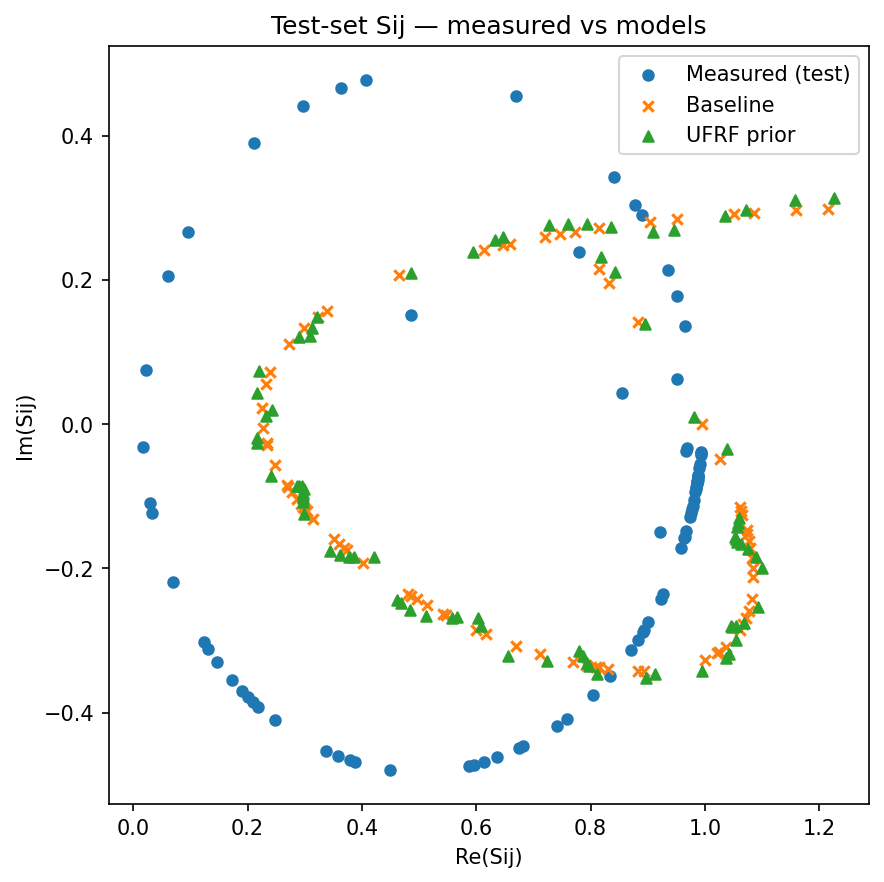 Test-set Sij — measured vs models
Measured (test)
Baseline
UFRF prior
Im(Sij)
0.4
0.2
0.0
−0.2
−0.4
0.0 0.2 0.4 0.6 0.8 1.0 1.2
Re(Sij)